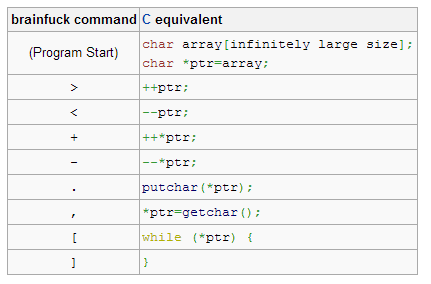 brainfuck command C equivalent
(Program Start) char array[infinitely large size];
char *ptr=array;
> ++ptr;
< --ptr;
+ ++*ptr;
- --*ptr;
. putchar(*ptr);
, *ptr=getchar();
[ while (*ptr) {
] }